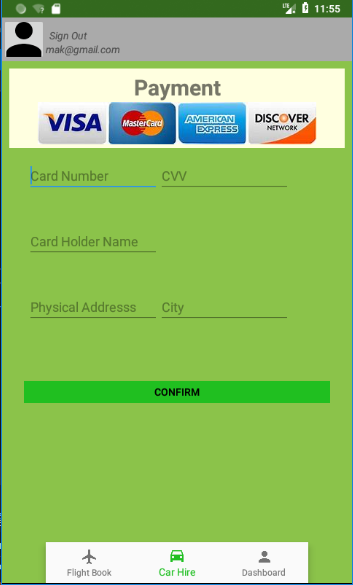 LTE 11:55
Sign Out
mak@gmail.com
Payment
VISA MasterCard AMERICAN EXPRESS DISCOVER NETWORK
Card Number CVV
Card Holder Name
Physical Addresss City
CONFIRM
Flight Book Car Hire Dashboard